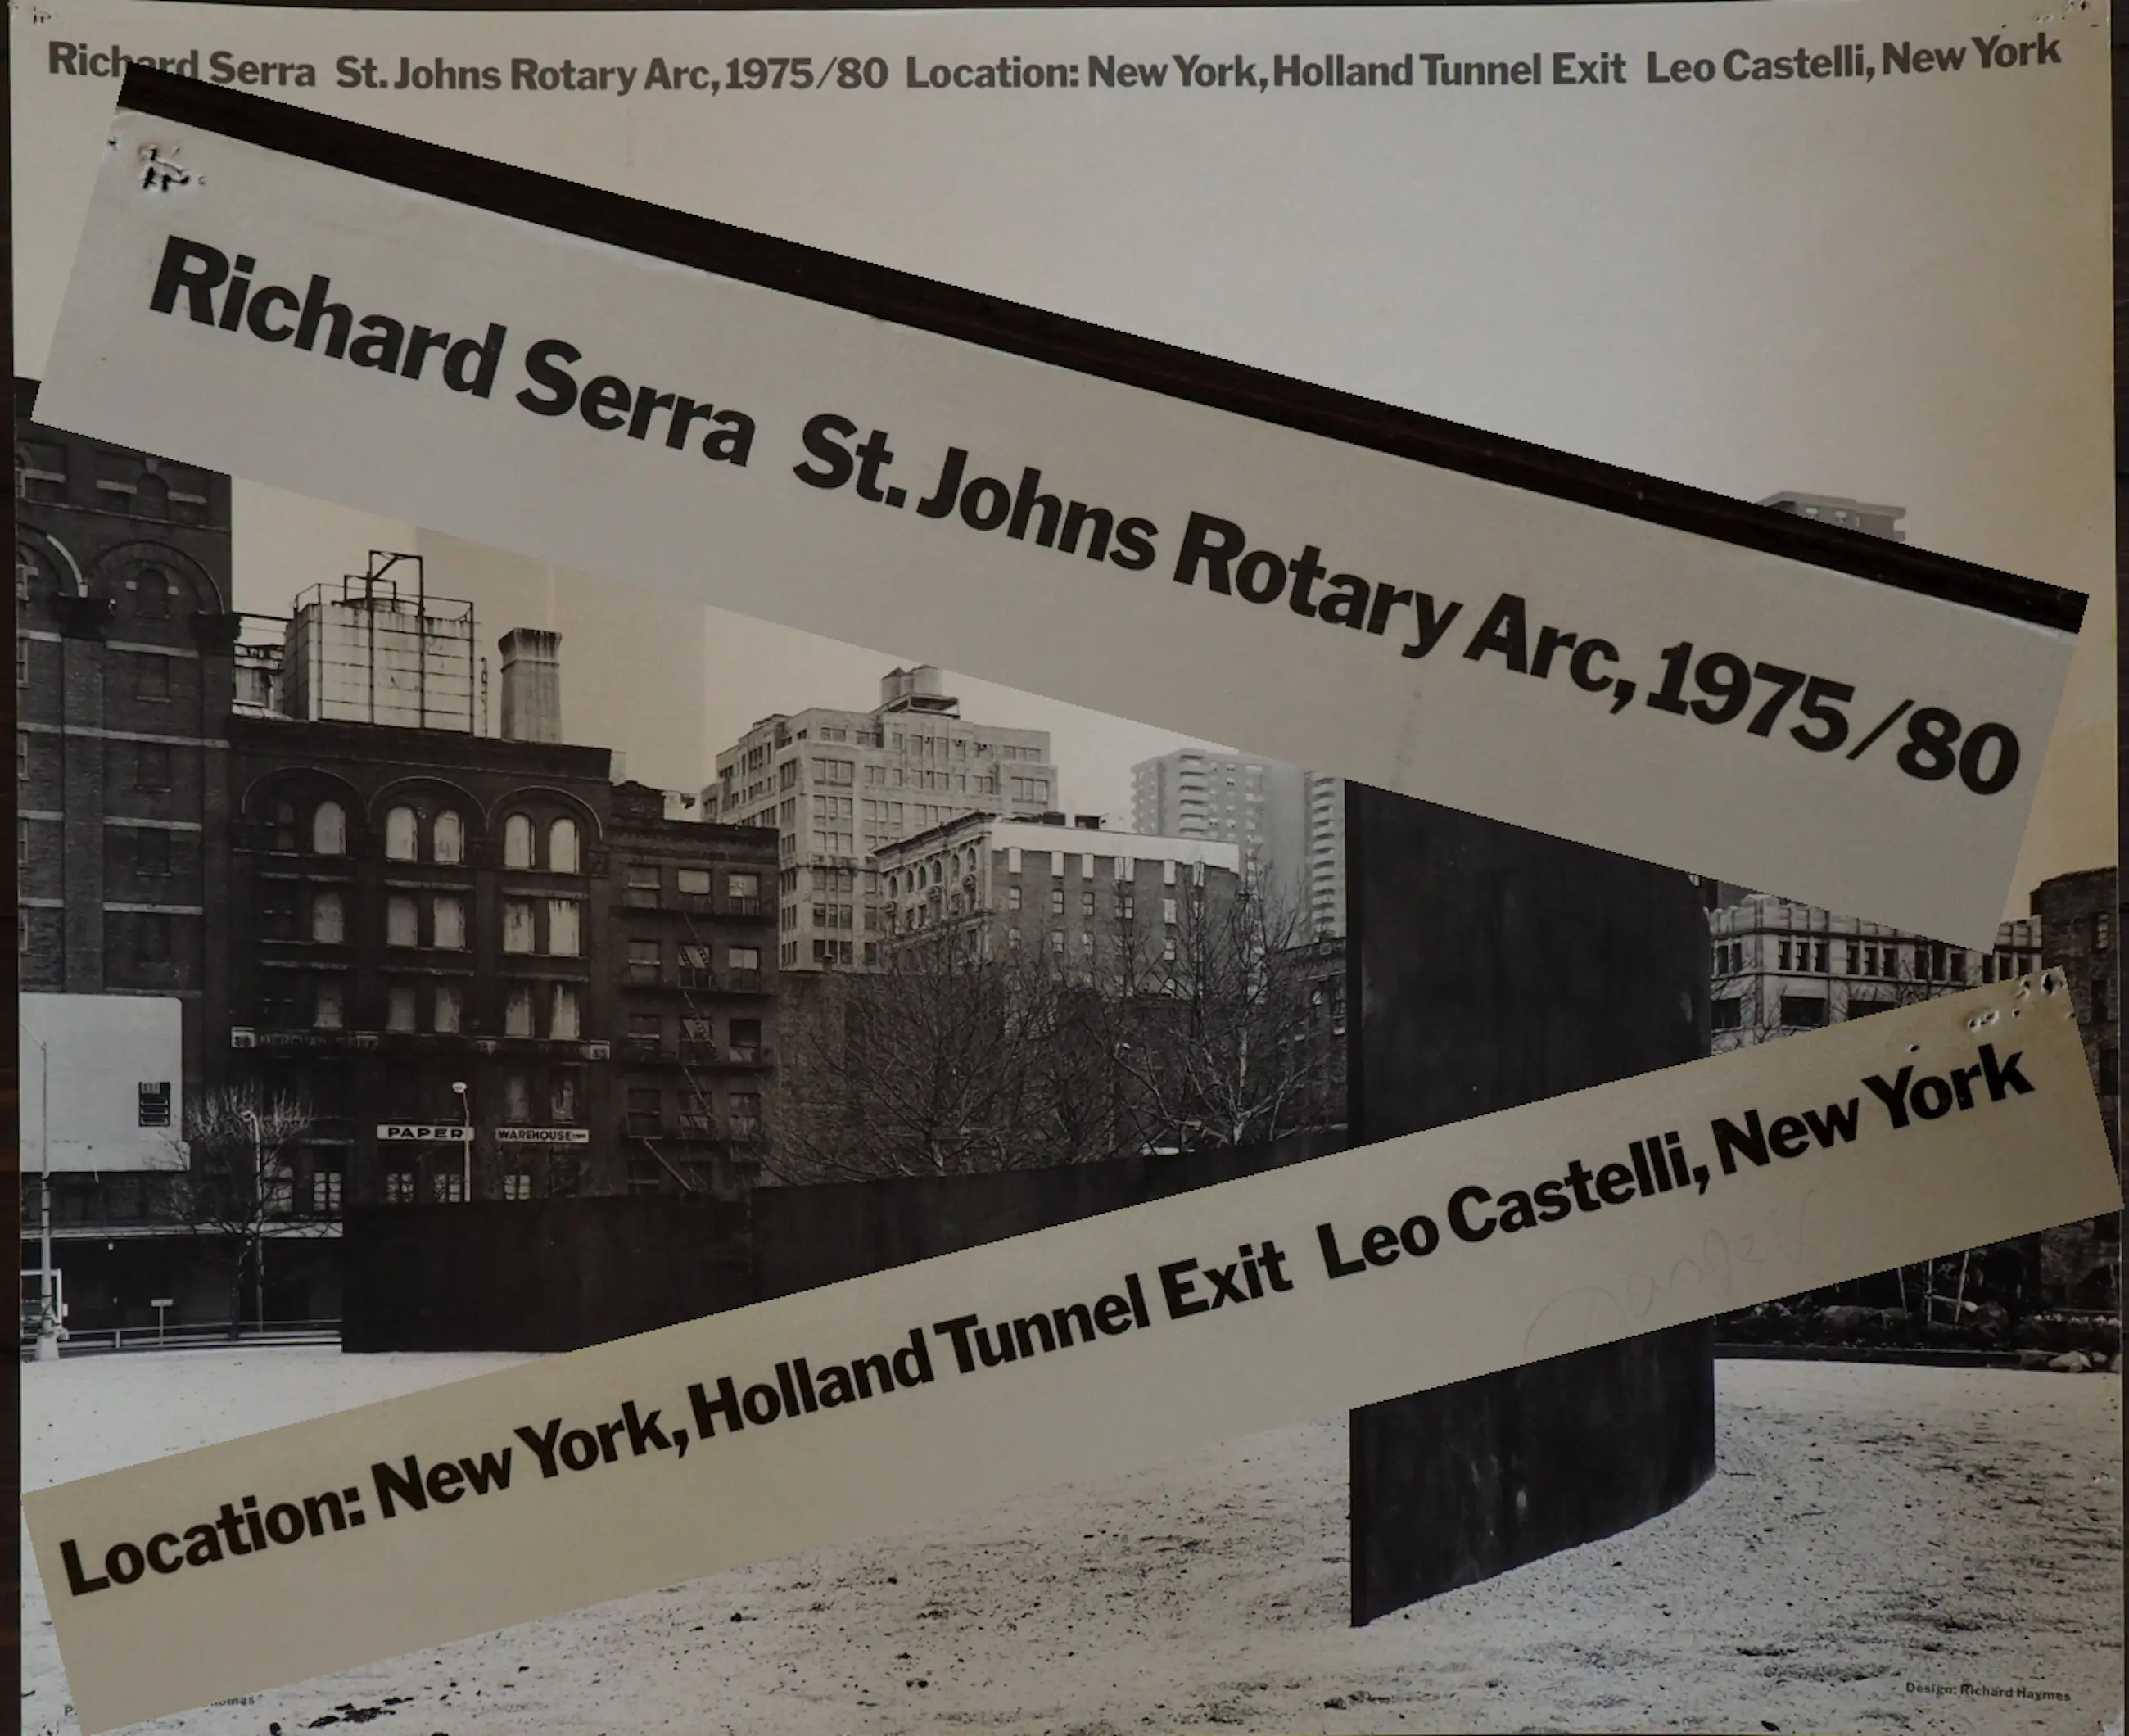 Richard Serra St. Johns Rotary Arc, 1975/80 Location: New York, Holland Tunnel Exit Leo Castelli, New York
Richard Serra St. Johns Rotary Arc, 1975/80
PAPER WAREHOUSE
Location: New York, Holland Tunnel Exit Leo Castelli, New York
Design: Richard Haymes